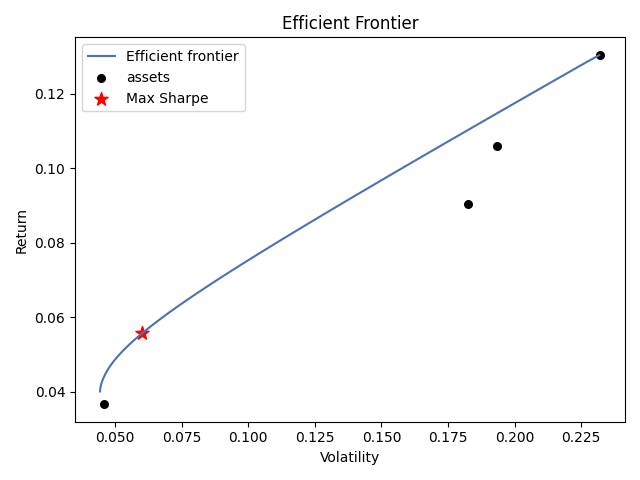 Efficient Frontier
Efficient frontier
assets
Max Sharpe
Return
0.12
0.10
0.08
0.06
0.04
0.050 0.075 0.100 0.125 0.150 0.175 0.200 0.225
Volatility